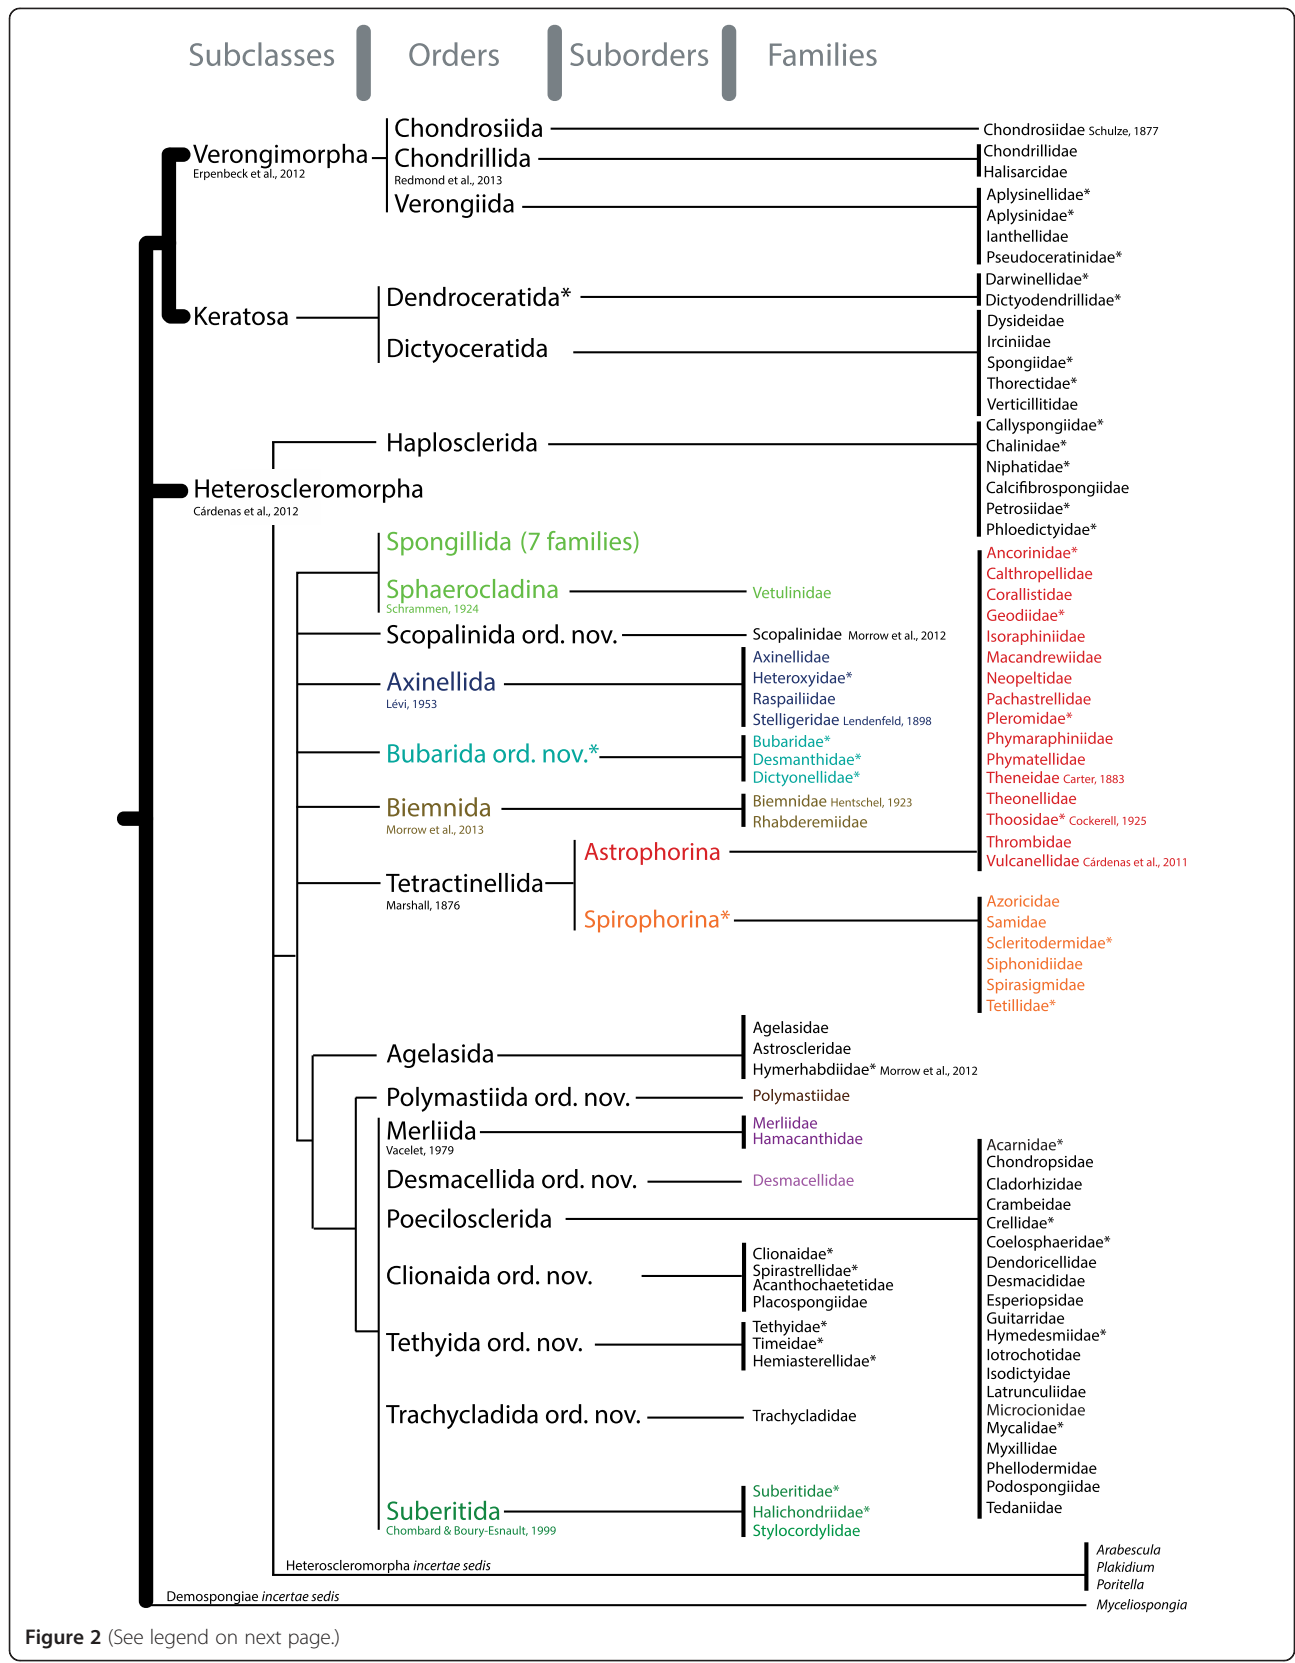 Subclasses Orders Suborders Families
Chondrosiida
Chondrosiidae Schulze, 1877
Verongimorpha
Erpenbeck et al., 2012
Chondrillida
Redmond et al., 2013
Chondrillidae
Halisarcidae
Verongiida
Aplysinellidae*
Aplysinidae*
Ianthellidae
Pseudoceratinidae*
Keratosa
Dendroceratida*
Darwinellidae*
Dictyodendrillidae*
Dictyoceratida
Dysideidae
Irciniidae
Spongiidae*
Thorectidae*
Verticillitidae
Haplosclerida
Callyspongiidae*
Chalinidae*
Niphatidae*
Calcifibrospongiidae
Petrosiidae*
Phloedictyidae*
Heteroscleromorpha
Cárdenas et al., 2012
Spongillida (7 families)
Sphaerocladina
Schrammen, 1924
Vetulinidae
Scopalinida ord. nov.
Scopalinidae Morrow et al., 2012
Axinellida
Lévi, 1953
Axinellidae
Heteroxyidae*
Raspailiidae
Stelligeridae Lendenfeld, 1898
Bubarida ord. nov.*
Bubaridae*
Desmanthidae*
Dictyonellidae*
Biemnida
Morrow et al., 2013
Biemnidae Hentschel, 1923
Rhabderemiidae
Tetractinellida
Marshall, 1876
Astrophorina
Ancorinidae*
Calthropellidae
Corallistidae
Geodiidae*
Isoraphiniidae
Macandrewiidae
Neopeltidae
Pachastrellidae
Pleromidae*
Phymaraphiniidae
Phymatellidae
Theneidae Carter, 1883
Theonellidae
Thoosidae* Cockerell, 1925
Thrombidae
Vulcanellidae Cárdenas et al., 2011
Spirophorina*
Azoricidae
Samidae
Scleritodermidae*
Siphonidiidae
Spirasigmidae
Tetillidae*
Agelasida
Agelasidae
Astroscleridae
Hymerhabdiidae* Morrow et al., 2012
Polymastiida ord. nov.
Polymastiidae
Merliida
Vacelet, 1979
Merliidae
Hamacanthidae
Desmacellida ord. nov.
Desmacellidae
Poecilosclerida
Acarnidae*
Chondropsidae
Cladorhizidae
Crambeidae
Crellidae*
Coelosphaeridae*
Dendoricellidae
Desmacididae
Esperiopsidae
Guitarridae
Hymedesmiidae*
Iotrochotidae
Isodictyidae
Latrunculiidae
Microcionidae
Mycalidae*
Myxillidae
Phellodermidae
Podospongiidae
Tedaniidae
Clionaida ord. nov.
Clionaidae*
Spirastrellidae*
Acanthochaetetidae
Placospongiidae
Tethyida ord. nov.
Tethyidae*
Timeidae*
Hemiasterellidae*
Trachycladida ord. nov.
Trachycladidae
Suberitida
Chombard & Boury-Esnault, 1999
Suberitidae*
Halichondriidae*
Stylocordylidae
Heteroscleromorpha incertae sedis
Arabescula
Plakidium
Poritella
Demospongiae incertae sedis
Myceliospongia
Figure 2 (See legend on next page.)